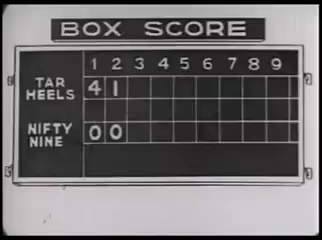 BOX SCORE
1 2 3 4 5 6 7 8 9
TAR HEELS 4 1
NIFTY NINE 0 0